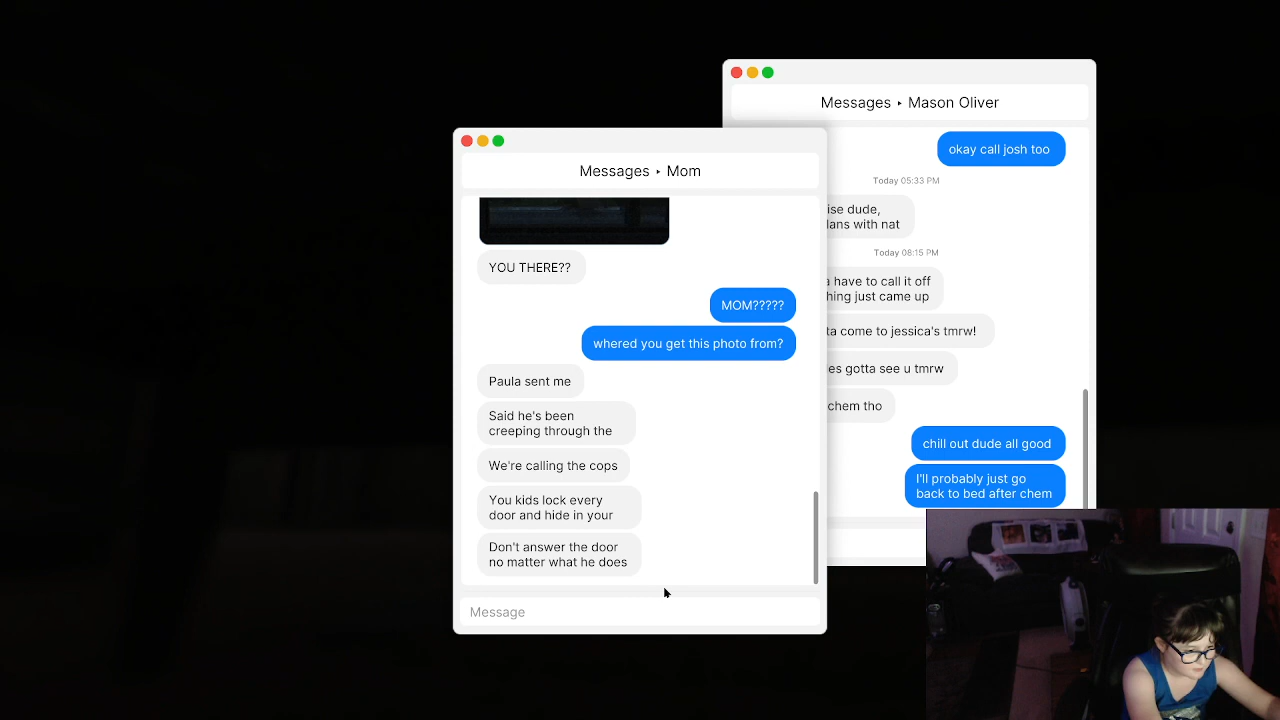 Messages ‣ Mason Oliver
okay call josh too
Today 05:33 PM
ise dude,
lans with nat
Today 08:15 PM
a have to call it off
hing just came up
ta come to jessica's tmrw!
es gotta see u tmrw
chem tho
chill out dude all good
I'll probably just go
back to bed after chem
Messages ‣ Mom
YOU THERE??
MOM?????
whered you get this photo from?
Paula sent me
Said he's been
creeping through the
We're calling the cops
You kids lock every
door and hide in your
Don't answer the door
no matter what he does
Message